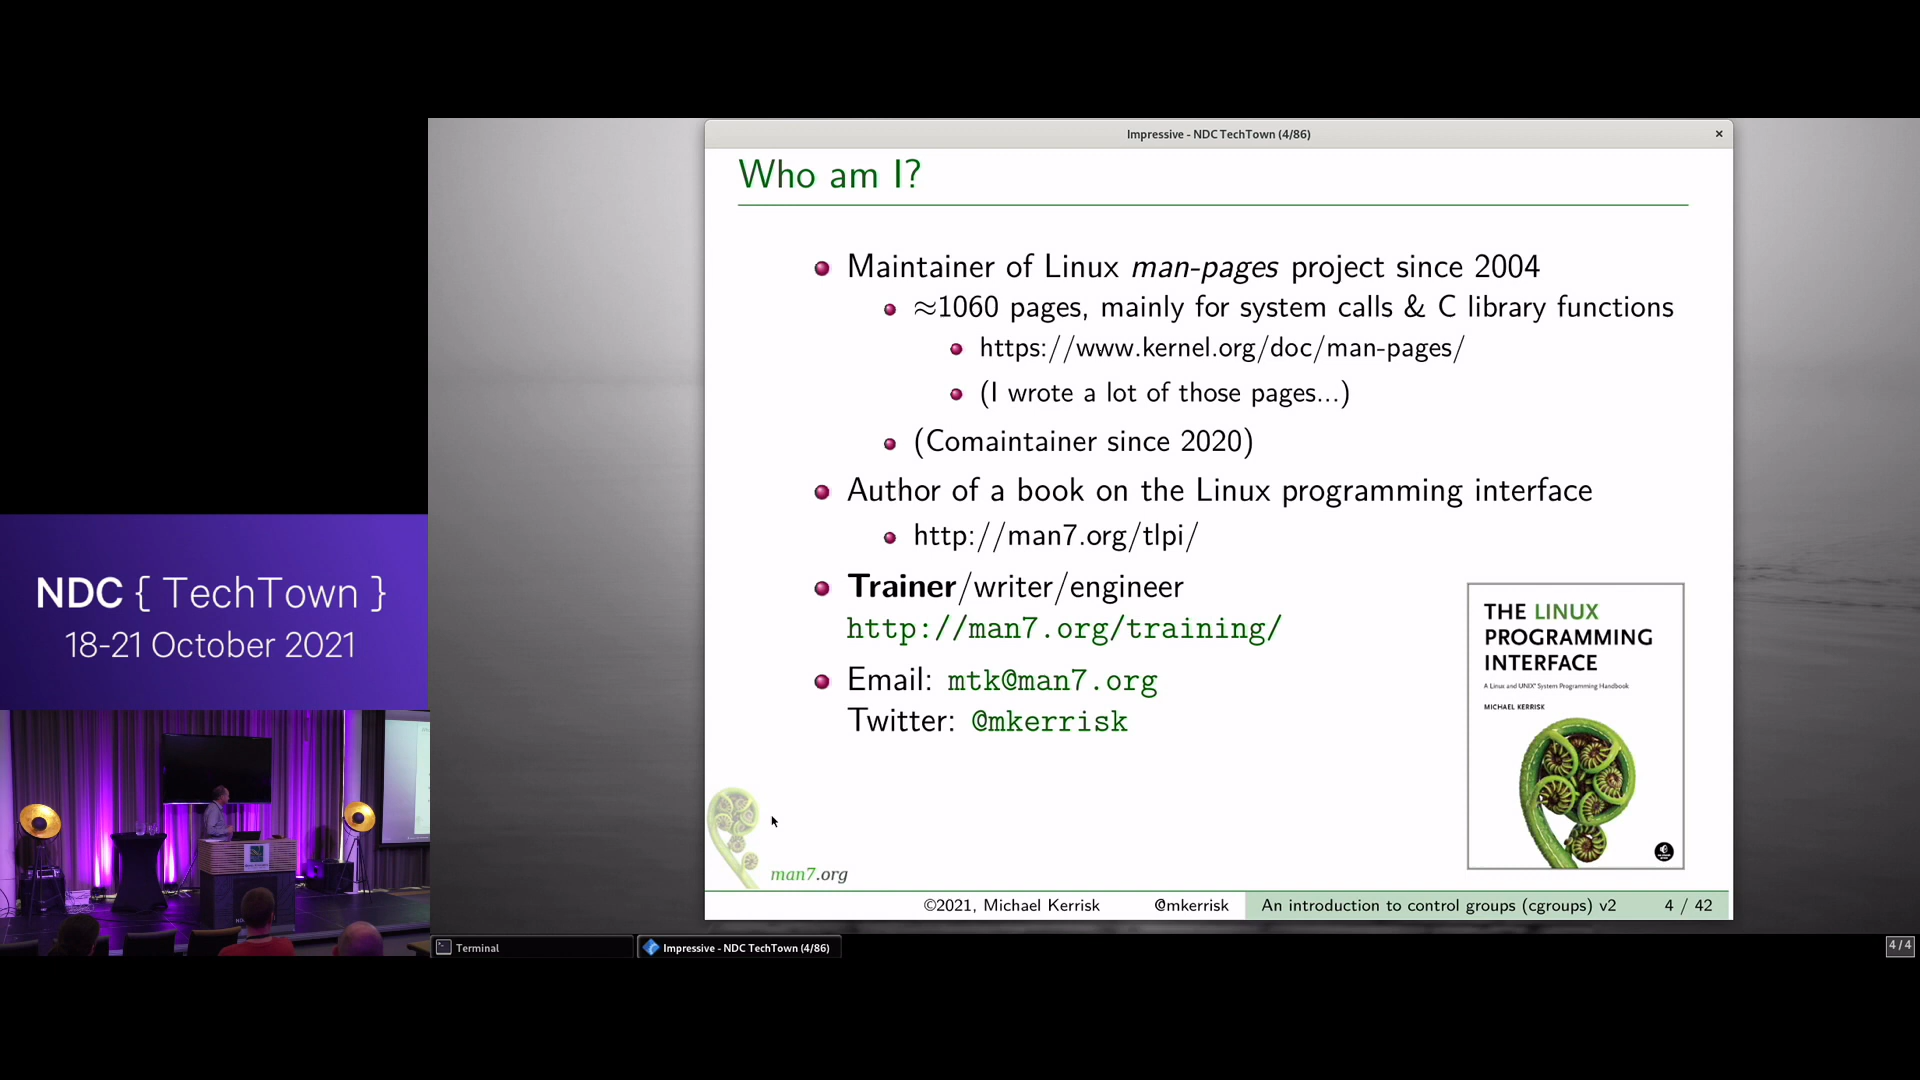 Impressive - NDC TechTown (4/86)
×
Who am I?
Maintainer of Linux man-pages project since 2004
≈1060 pages, mainly for system calls & C library functions
https://www.kernel.org/doc/man-pages/
(I wrote a lot of those pages...)
(Comaintainer since 2020)
Author of a book on the Linux programming interface
http://man7.org/tlpi/
Trainer/writer/engineer
http://man7.org/training/
Email: mtk@man7.org
Twitter: @mkerrisk
THE LINUX
PROGRAMMING
INTERFACE
A Linux and UNIX® System Programming Handbook
MICHAEL KERRISK
man7.org
©2021, Michael Kerrisk @mkerrisk An introduction to control groups (cgroups) v2 4 / 42
Terminal
Impressive - NDC TechTown (4/86)
4/4
NDC { TechTown }
18-21 October 2021